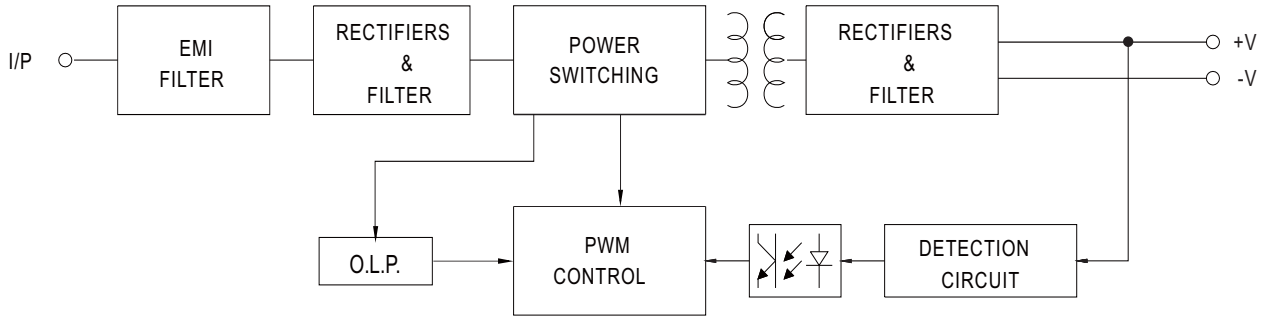 I/P
EMI
FILTER
RECTIFIERS
&
FILTER
POWER
SWITCHING
RECTIFIERS
&
FILTER
+V
-V
O.L.P.
PWM
CONTROL
DETECTION
CIRCUIT